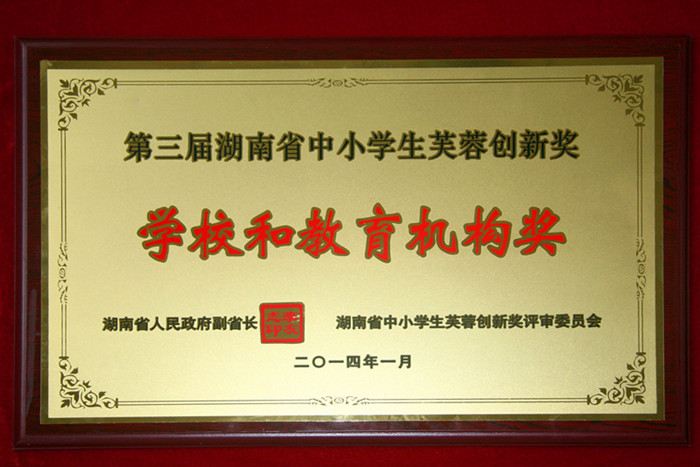 第三届湖南省中小学生芙蓉创新奖
学校和教育机构奖
湖南省人民政府副省长 湖南省中小学生芙蓉创新奖评审委员会
二〇一四年一月